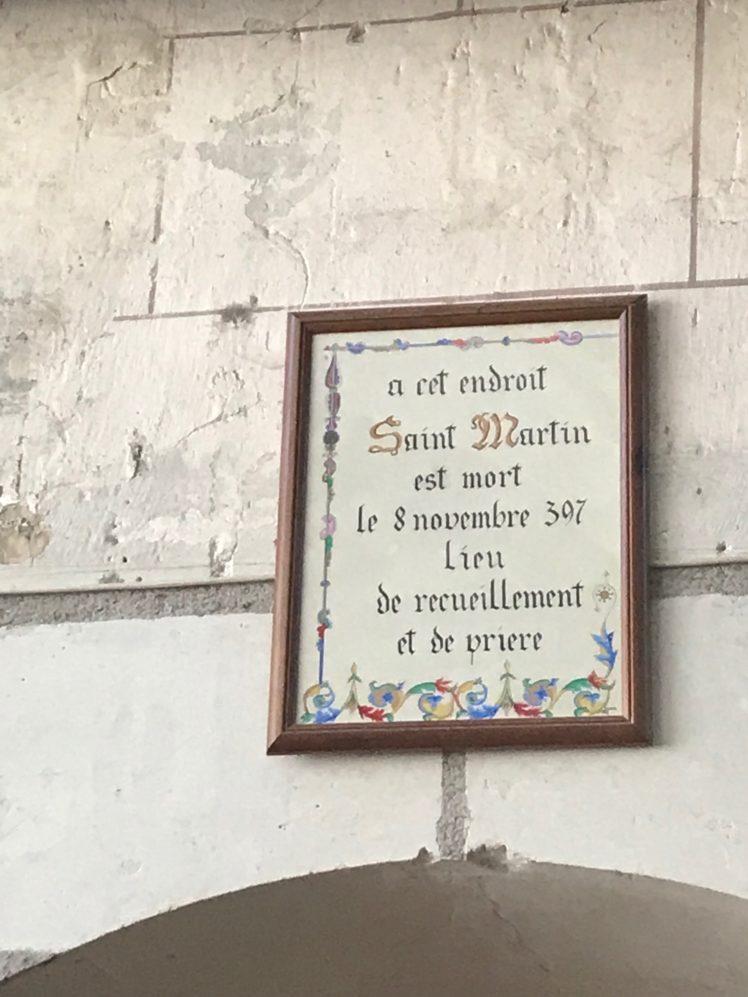 a cet endroit
Saint Martin
est mort
le 8 novembre 397
Lieu
de recueillement
et de priere